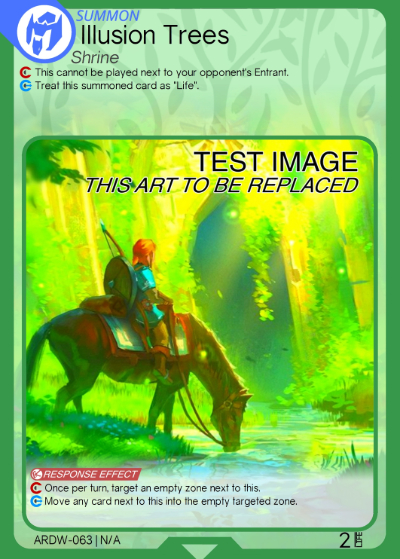 SUMMON
Illusion Trees
Shrine
C This cannot be played next to your opponent's Entrant.
C Treat this summoned card as "Life".
TEST IMAGE
THIS ART TO BE REPLACED
RESPONSE EFFECT
C Once per turn, target an empty zone next to this.
C Move any card next to this into the empty targeted zone.
ARDW-063 | N/A
2 LIFE